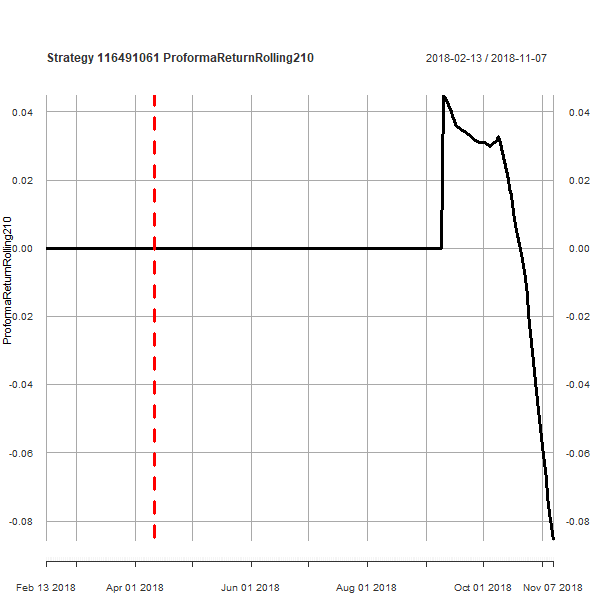 Strategy 116491061 ProformaReturnRolling210
2018-02-13 / 2018-11-07
ProformaReturnRolling210
0.04
0.02
0.00
-0.02
-0.04
-0.06
-0.08
0.04
0.02
0.00
-0.02
-0.04
-0.06
-0.08
Feb 13 2018
Apr 01 2018
Jun 01 2018
Aug 01 2018
Oct 01 2018
Nov 07 2018